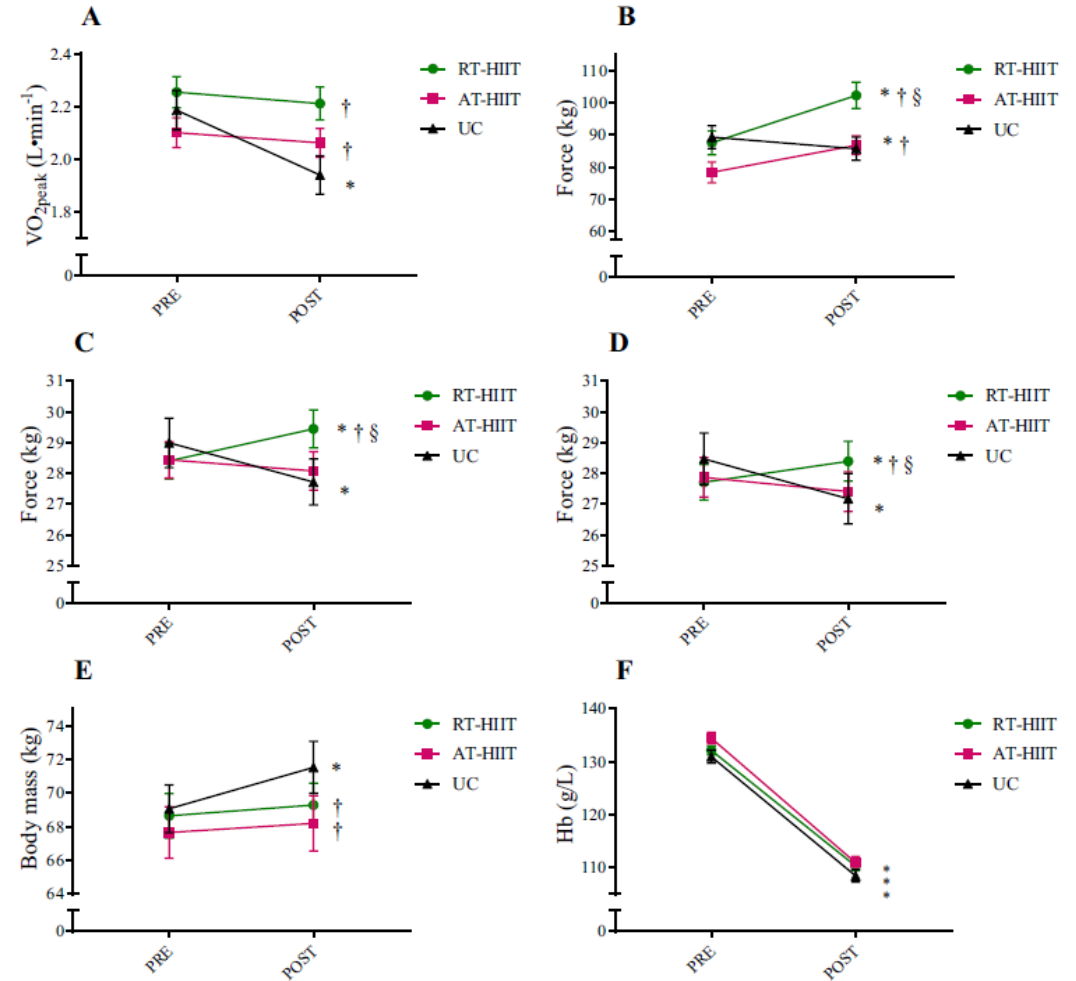 A
VO2peak (L•min-1)
2.4
2.2
2.0
1.8
0
PRE
POST
†
†
*
RT-HIIT
AT-HIIT
UC
B
Force (kg)
110
100
90
80
70
60
0
PRE
POST
* † §
* †
RT-HIIT
AT-HIIT
UC
C
Force (kg)
31
30
29
28
27
26
25
0
PRE
POST
* † §
*
RT-HIIT
AT-HIIT
UC
D
Force (kg)
31
30
29
28
27
26
25
0
PRE
POST
* † §
*
RT-HIIT
AT-HIIT
UC
E
Body mass (kg)
74
72
70
68
66
64
0
PRE
POST
*
†
†
RT-HIIT
AT-HIIT
UC
F
Hb (g/L)
140
130
120
110
0
PRE
POST
*
*
*
RT-HIIT
AT-HIIT
UC